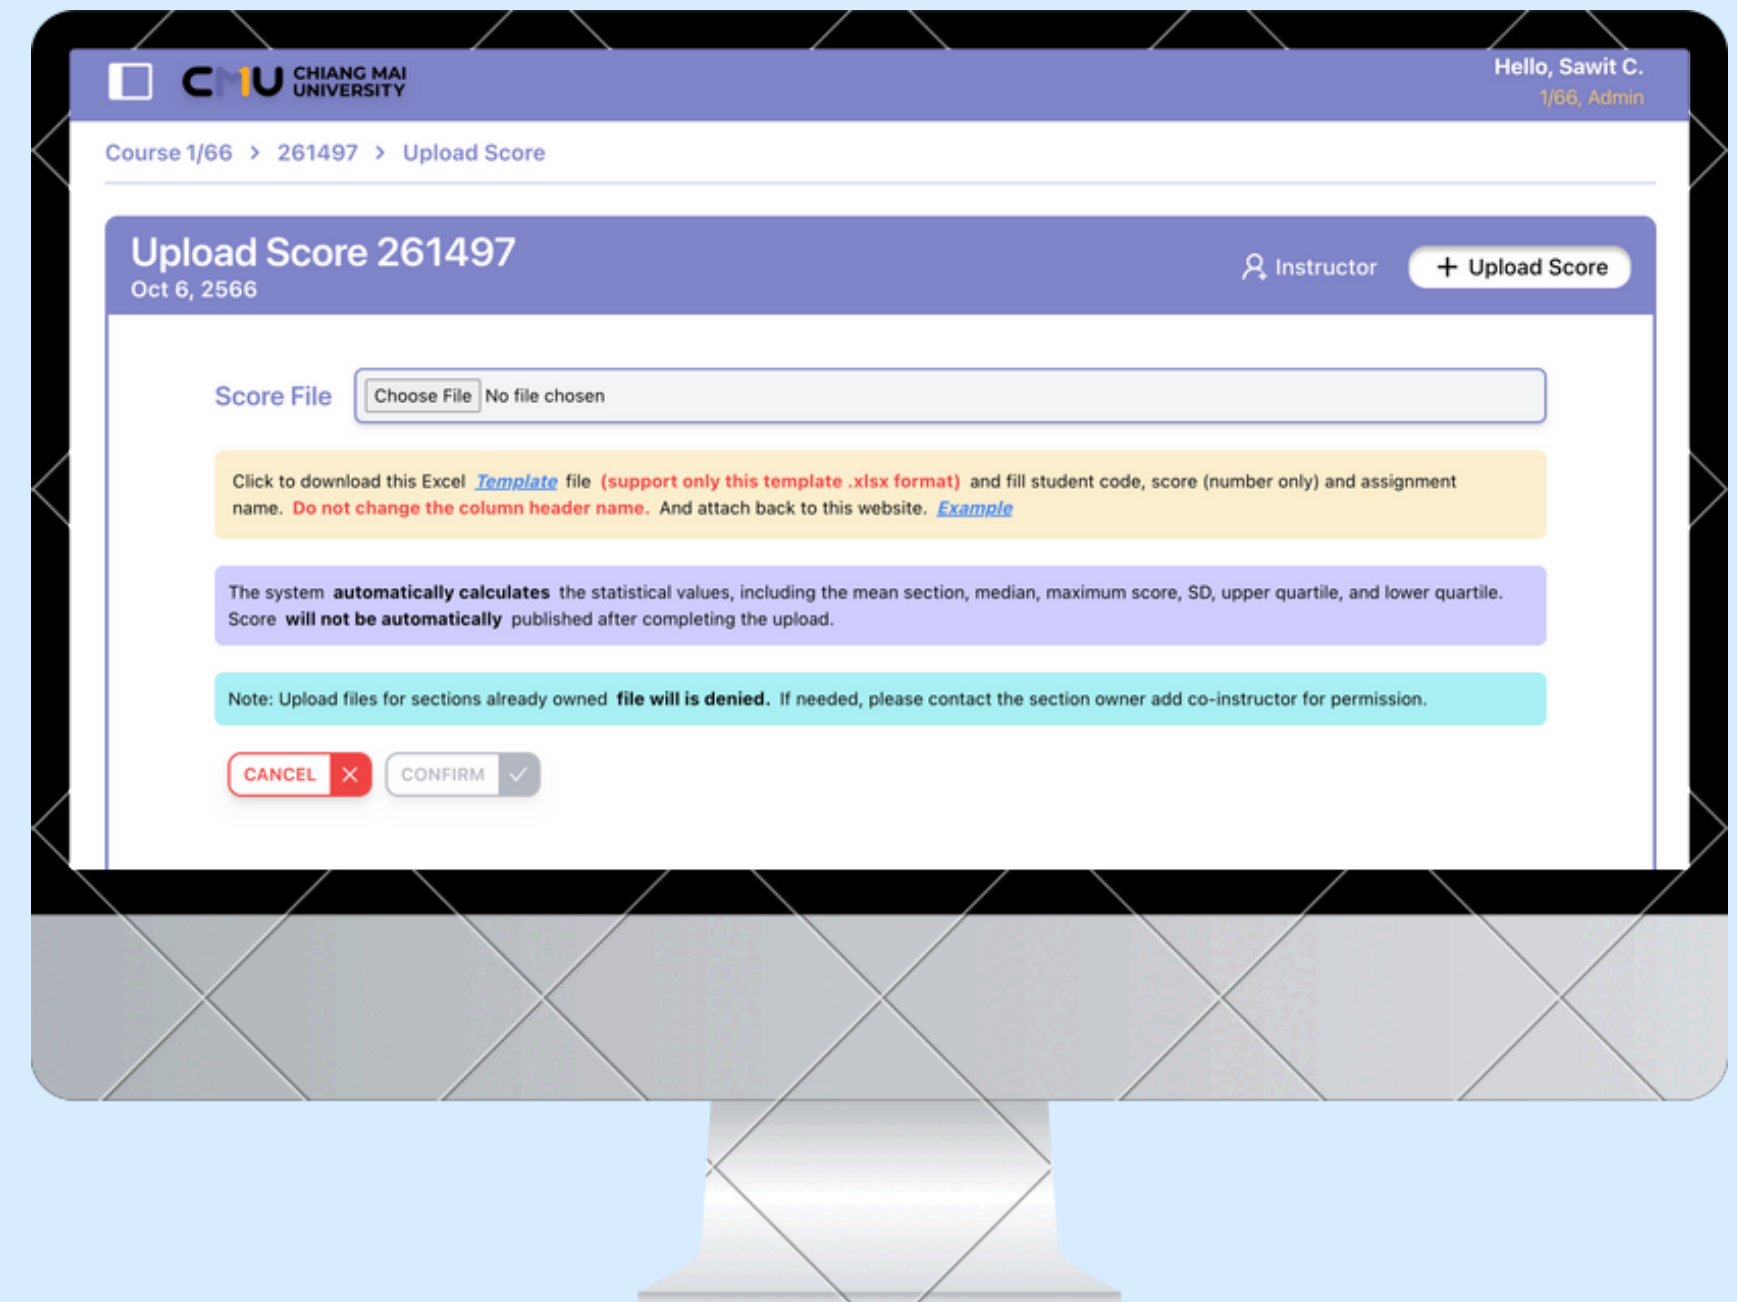 CMU CHIANG MAI
UNIVERSITY
Hello, Sawit C.
1/66, Admin
Course 1/66 > 261497 > Upload Score
Upload Score 261497
Oct 6, 2566
Instructor
+ Upload Score
Score File
Choose File No file chosen
Click to download this Excel Template file (support only this template .xlsx format) and fill student code, score (number only) and assignment
name. Do not change the column header name. And attach back to this website. Example
The system automatically calculates the statistical values, including the mean section, median, maximum score, SD, upper quartile, and lower quartile.
Score will not be automatically published after completing the upload.
Note: Upload files for sections already owned file will is denied. If needed, please contact the section owner add co-instructor for permission.
CANCEL
CONFIRM